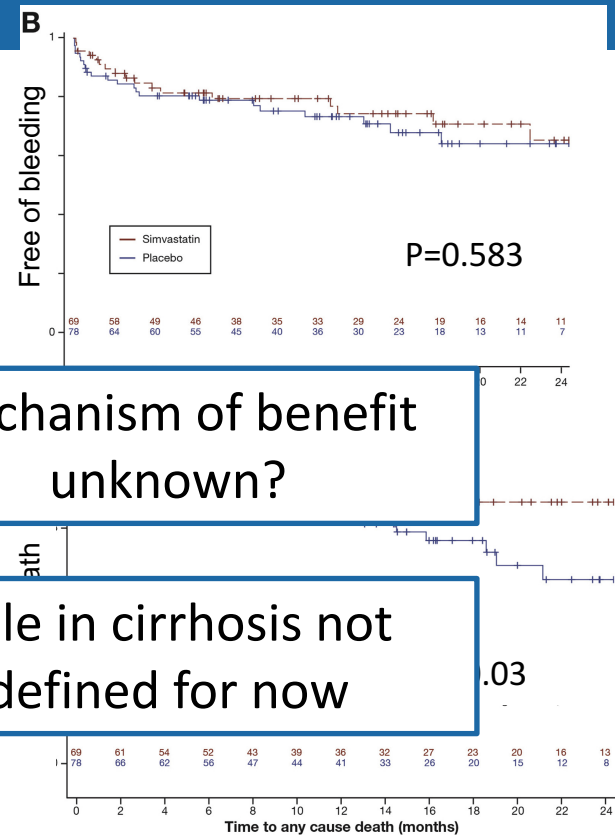 B
1
Free of bleeding
Simvastatin
Placebo
P=0.583
69 58 49 46 38 35 33 29 24 19 16 14 11
0 78 64 60 55 45 40 36 30 23 18 13 11 7
22 24
unknown?
of benefit
in cirrhosis not
for now
.03
69 61 54 52 43 39 36 32 27 23 20 16 13
78 66 62 56 47 44 41 33 26 20 15 12 8
0 2 4 6 8 10 12 14 16 18 20 22 24
Time to any cause death (months)